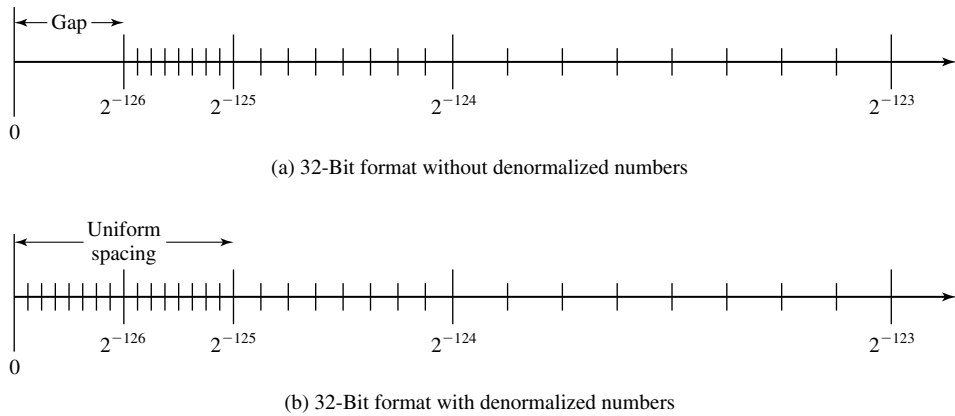 Gap
2⁻¹²⁶ 2⁻¹²⁵ 2⁻¹²⁴ 2⁻¹²³
0
(a) 32-Bit format without denormalized numbers
Uniform
spacing
2⁻¹²⁶ 2⁻¹²⁵ 2⁻¹²⁴ 2⁻¹²³
0
(b) 32-Bit format with denormalized numbers